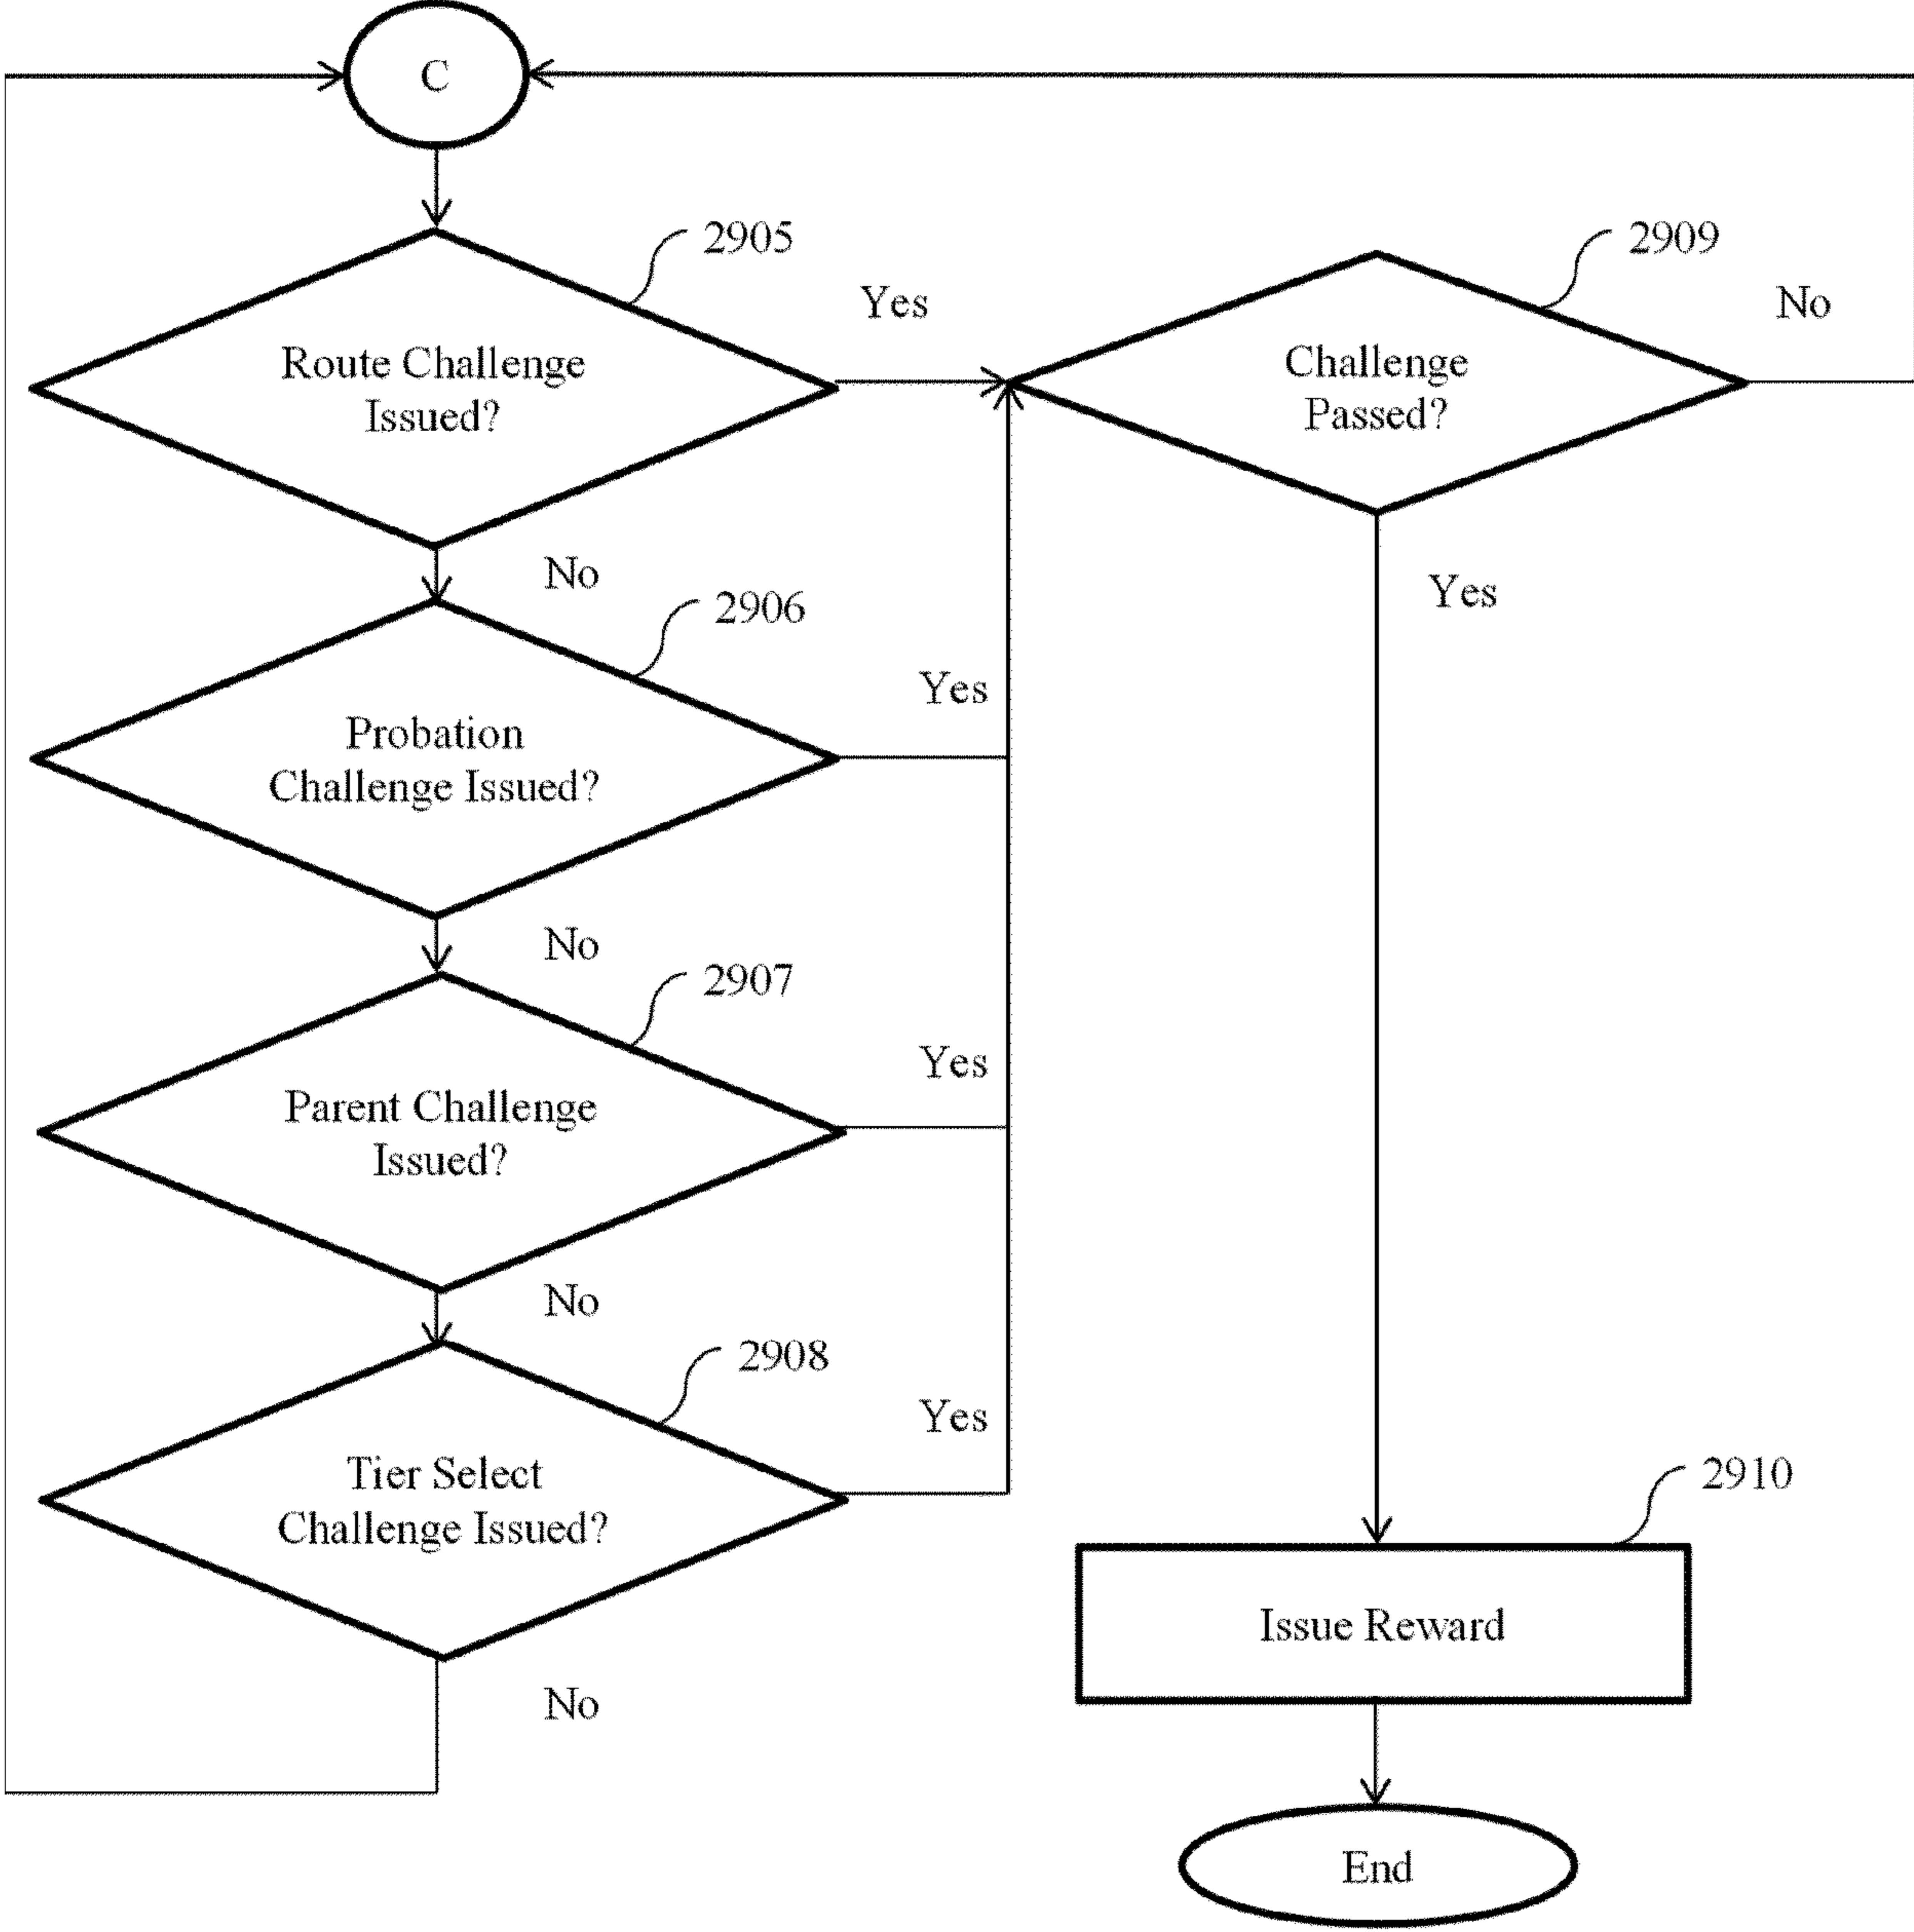 C
2905
Route Challenge
Issued?
Yes
2909
Challenge
Passed?
No
No
2906
Probation
Challenge Issued?
Yes
Yes
No
2907
Parent Challenge
Issued?
Yes
No
2908
Tier Select
Challenge Issued?
Yes
No
2910
Issue Reward
End